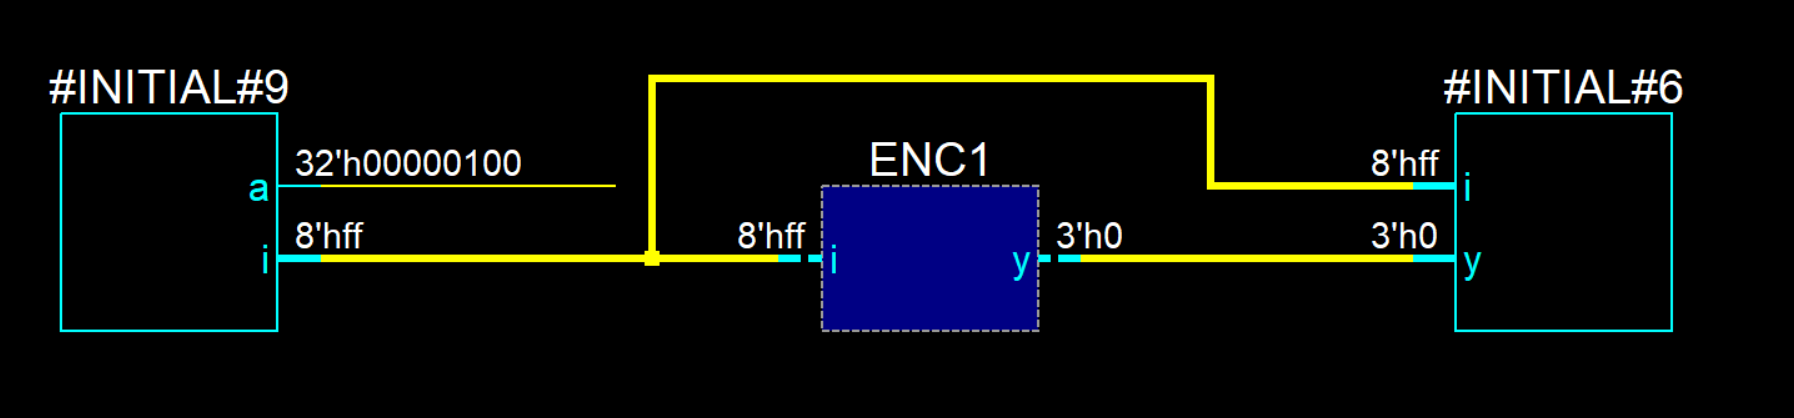 #INITIAL#9
#INITIAL#6
ENC1
32'h00000100
8'hff
a
i
8'hff
8'hff
3'h0
3'h0
i
i
y
y